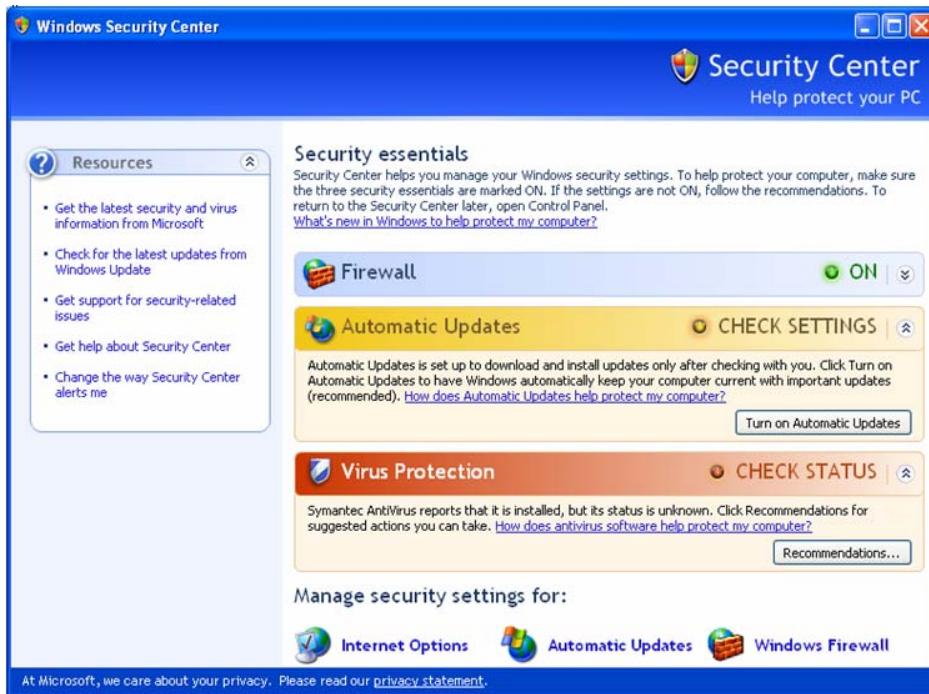 Windows Security Center
Security Center
Help protect your PC
Resources
Get the latest security and virus
information from Microsoft
Check for the latest updates from
Windows Update
Get support for security-related
issues
Get help about Security Center
Change the way Security Center
alerts me
Security essentials
Security Center helps you manage your Windows security settings. To help protect your computer, make sure
the three security essentials are marked ON. If the settings are not ON, follow the recommendations. To
return to the Security Center later, open Control Panel.
What's new in Windows to help protect my computer?
Firewall ON
Automatic Updates CHECK SETTINGS
Automatic Updates is set up to download and install updates only after checking with you. Click Turn on
Automatic Updates to have Windows automatically keep your computer current with important updates
(recommended). How does Automatic Updates help protect my computer?
Turn on Automatic Updates
Virus Protection CHECK STATUS
Symantec AntiVirus reports that it is installed, but its status is unknown. Click Recommendations for
suggested actions you can take. How does antivirus software help protect my computer?
Recommendations...
Manage security settings for:
Internet Options Automatic Updates Windows Firewall
At Microsoft, we care about your privacy. Please read our privacy statement.